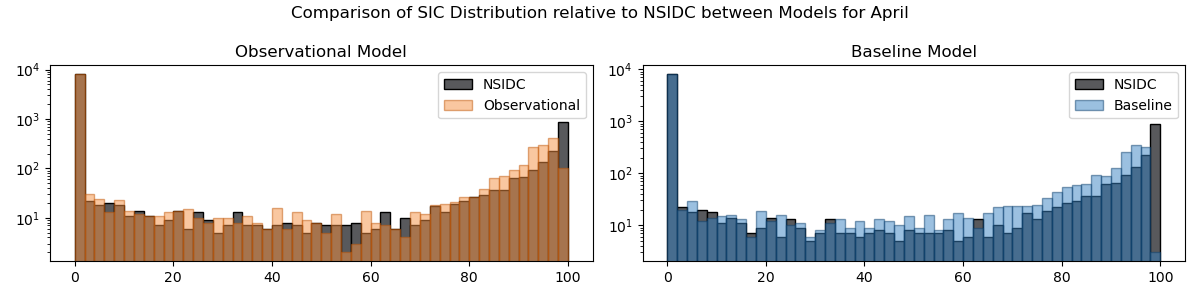 Comparison of SIC Distribution relative to NSIDC between Models for April
Observational Model
10^4
10^3
10^2
10^1
0
20
40
60
80
100
NSIDC
Observational
Baseline Model
10^4
10^3
10^2
10^1
0
20
40
60
80
100
NSIDC
Baseline